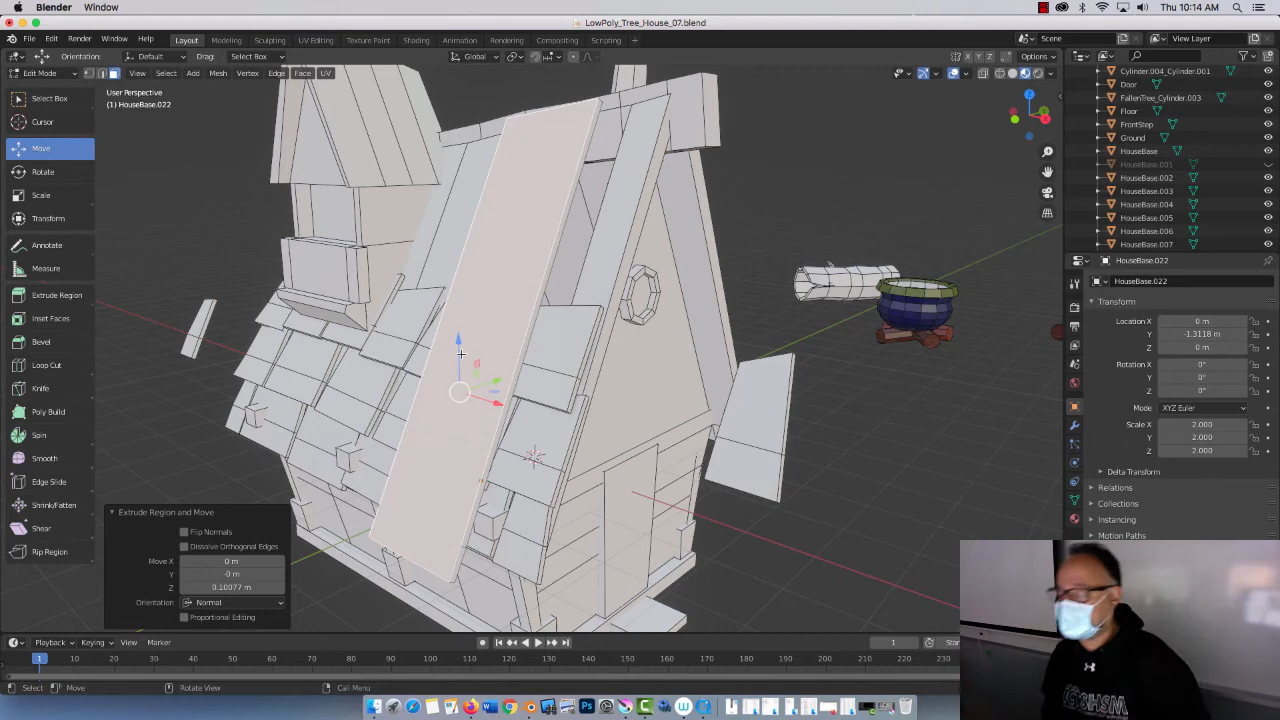 Blender Window
Thu 10:14 AM
LowPoly_Tree_House_07.blend
File Edit Render Window Help
Layout Modeling Sculpting UV Editing Texture Paint Shading Animation Rendering Compositing Scripting +
Scene View Layer
Orientation: Default Drag: Select Box Global Options
X Y Z
Edit Mode View Select Add Mesh Vertex Edge Face UV
User Perspective
(1) HouseBase.022
Select Box
Cursor
Move
Rotate
Scale
Transform
Annotate
Measure
Extrude Region
Inset Faces
Bevel
Loop Cut
Knife
Poly Build
Spin
Smooth
Edge Slide
Shrink/Fatten
Shear
Rip Region
Extrude Region and Move
Flip Normals
Dissolve Orthogonal Edges
Move X 0 m
Y -0 m
Z 0.10077 m
Orientation Normal
Proportional Editing
Cylinder.004_Cylinder.001
Door
FallenTree_Cylinder.003
Floor
FrontStep
Ground
HouseBase
HouseBase.001
HouseBase.002
HouseBase.003
HouseBase.004
HouseBase.005
HouseBase.006
HouseBase.007
HouseBase.022
HouseBase.022
Transform
Location X 0 m
Y -1.3118 m
Z 0 m
Rotation X 0°
Y 0°
Z 0°
Mode XYZ Euler
Scale X 2.000
Y 2.000
Z 2.000
Delta Transform
Relations
Collections
Instancing
Motion Paths
Playback Keying View Marker
1 Star
1 10 20 30 40 50 60 70 80 90 100 110 120 130 140 150 160 170 180 190 200 210 220 230
Select Move Rotate View Call Menu
SHSM